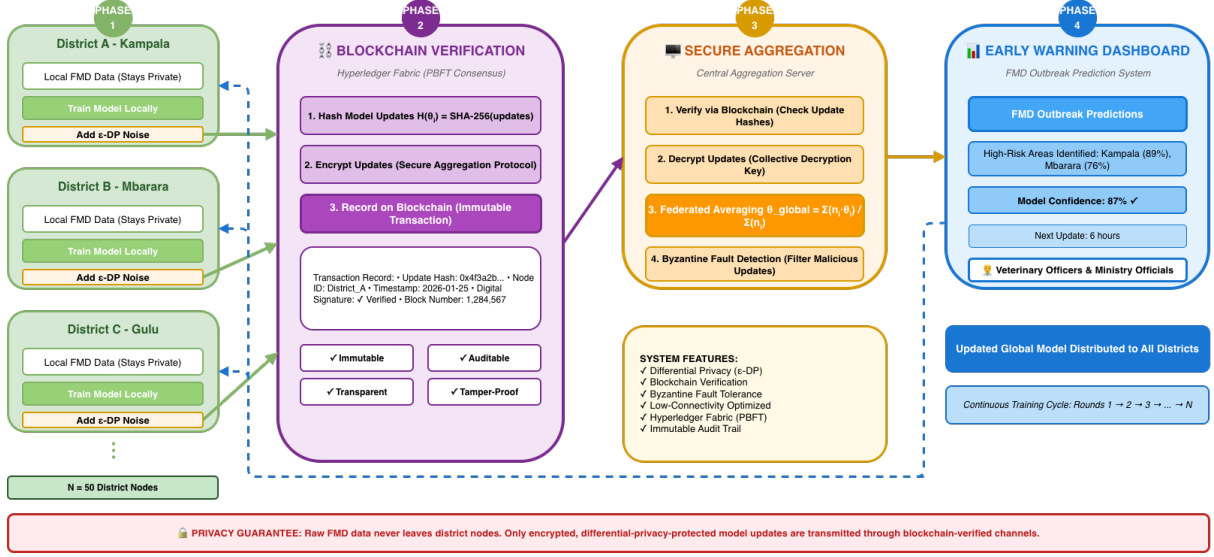 PHASE
1
District A - Kampala
Local FMD Data (Stays Private)
Train Model Locally
Add ε-DP Noise
District B - Mbarara
Local FMD Data (Stays Private)
Train Model Locally
Add ε-DP Noise
District C - Gulu
Local FMD Data (Stays Private)
Train Model Locally
Add ε-DP Noise
N = 50 District Nodes
PHASE
2
⛓️ BLOCKCHAIN VERIFICATION
Hyperledger Fabric (PBFT Consensus)
1. Hash Model Updates H(θᵢ) = SHA-256(updates)
2. Encrypt Updates (Secure Aggregation Protocol)
3. Record on Blockchain (Immutable
Transaction)
Transaction Record: • Update Hash: 0x4f3a2b... • Node
ID: District_A • Timestamp: 2026-01-25 • Digital
Signature: ✓ Verified • Block Number: 1,284,567
✓ Immutable
✓ Auditable
✓ Transparent
✓ Tamper-Proof
PHASE
3
🖥️ SECURE AGGREGATION
Central Aggregation Server
1. Verify via Blockchain (Check Update
Hashes)
2. Decrypt Updates (Collective Decryption
Key)
3. Federated Averaging θ_global = Σ(nᵢ·θᵢ) /
Σ(nᵢ)
4. Byzantine Fault Detection (Filter Malicious
Updates)
SYSTEM FEATURES:
✓ Differential Privacy (ε-DP)
✓ Blockchain Verification
✓ Byzantine Fault Tolerance
✓ Low-Connectivity Optimized
✓ Hyperledger Fabric (PBFT)
✓ Immutable Audit Trail
PHASE
4
📊 EARLY WARNING DASHBOARD
FMD Outbreak Prediction System
FMD Outbreak Predictions
High-Risk Areas Identified: Kampala (89%),
Mbarara (76%)
Model Confidence: 87% ✓
Next Update: 6 hours
👨‍⚕️ Veterinary Officers & Ministry Officials
Updated Global Model Distributed to All Districts
Continuous Training Cycle: Rounds 1 → 2 → 3 → ... → N
🔒 PRIVACY GUARANTEE: Raw FMD data never leaves district nodes. Only encrypted, differential-privacy-protected model updates are transmitted through blockchain-verified channels.